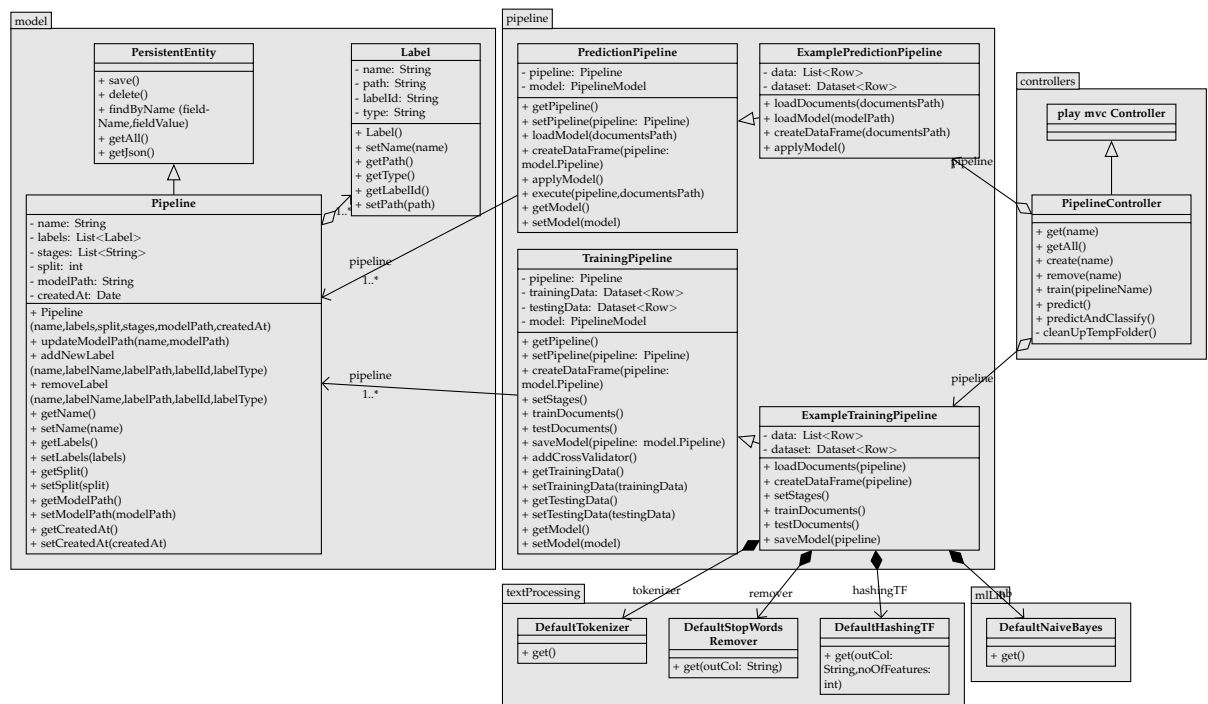 model
PersistentEntity
+ save()
+ delete()
+ findByName (field-
Name,fieldValue)
+ getAll()
+ getJson()
Label
- name: String
- path: String
- labelId: String
- type: String
+ Label()
+ setName(name)
+ getPath()
+ getType()
+ getLabelId()
+ setPath(path)
1..*
Pipeline
- name: String
- labels: List<Label>
- stages: List<String>
- split: int
- modelPath: String
- createdAt: Date
+ Pipeline
(name,labels,split,stages,modelPath,createdAt)
+ updateModelPath(name,modelPath)
+ addNewLabel
(name,labelName,labelPath,labelId,labelType)
+ removeLabel
(name,labelName,labelPath,labelId,labelType)
+ getName()
+ setName(name)
+ getLabels()
+ setLabels(labels)
+ getSplit()
+ setSplit(split)
+ getModelPath()
+ setModelPath(modelPath)
+ getCreatedAt()
+ setCreatedAt(createdAt)
pipeline
1..*
pipeline
1..*
pipeline
PredictionPipeline
- pipeline: Pipeline
- model: PipelineModel
+ getPipeline()
+ setPipeline(pipeline: Pipeline)
+ loadModel(documentsPath)
+ createDataFrame(pipeline:
model.Pipeline)
+ applyModel()
+ execute(pipeline,documentsPath)
+ getModel()
+ setModel(model)
ExamplePredictionPipeline
- data: List<Row>
- dataset: Dataset<Row>
+ loadDocuments(documentsPath)
+ loadModel(modelPath)
+ createDataFrame(documentsPath)
+ applyModel()
pipeline
TrainingPipeline
- pipeline: Pipeline
- trainingData: Dataset<Row>
- testingData: Dataset<Row>
- model: PipelineModel
+ getPipeline()
+ setPipeline(pipeline: Pipeline)
+ createDataFrame(pipeline:
model.Pipeline)
+ setStages()
+ trainDocuments()
+ testDocuments()
+ saveModel(pipeline: model.Pipeline)
+ addCrossValidator()
+ getTrainingData()
+ setTrainingData(trainingData)
+ getTestingData()
+ setTestingData(testingData)
+ getModel()
+ setModel(model)
pipeline
ExampleTrainingPipeline
- data: List<Row>
- dataset: Dataset<Row>
+ loadDocuments(pipeline)
+ createDataFrame(pipeline)
+ setStages()
+ trainDocuments()
+ testDocuments()
+ saveModel(pipeline)
controllers
play mvc Controller
PipelineController
+ get(name)
+ getAll()
+ create(name)
+ remove(name)
+ train(pipelineName)
+ predict()
+ predictAndClassify()
- cleanUpTempFolder()
textProcessing
tokenizer
remover
hashingTF
DefaultTokenizer
+ get()
DefaultStopWords
Remover
+ get(outCol: String)
DefaultHashingTF
+ get(outCol:
String,noOfFeatures:
int)
mlLib
nb
DefaultNaiveBayes
+ get()